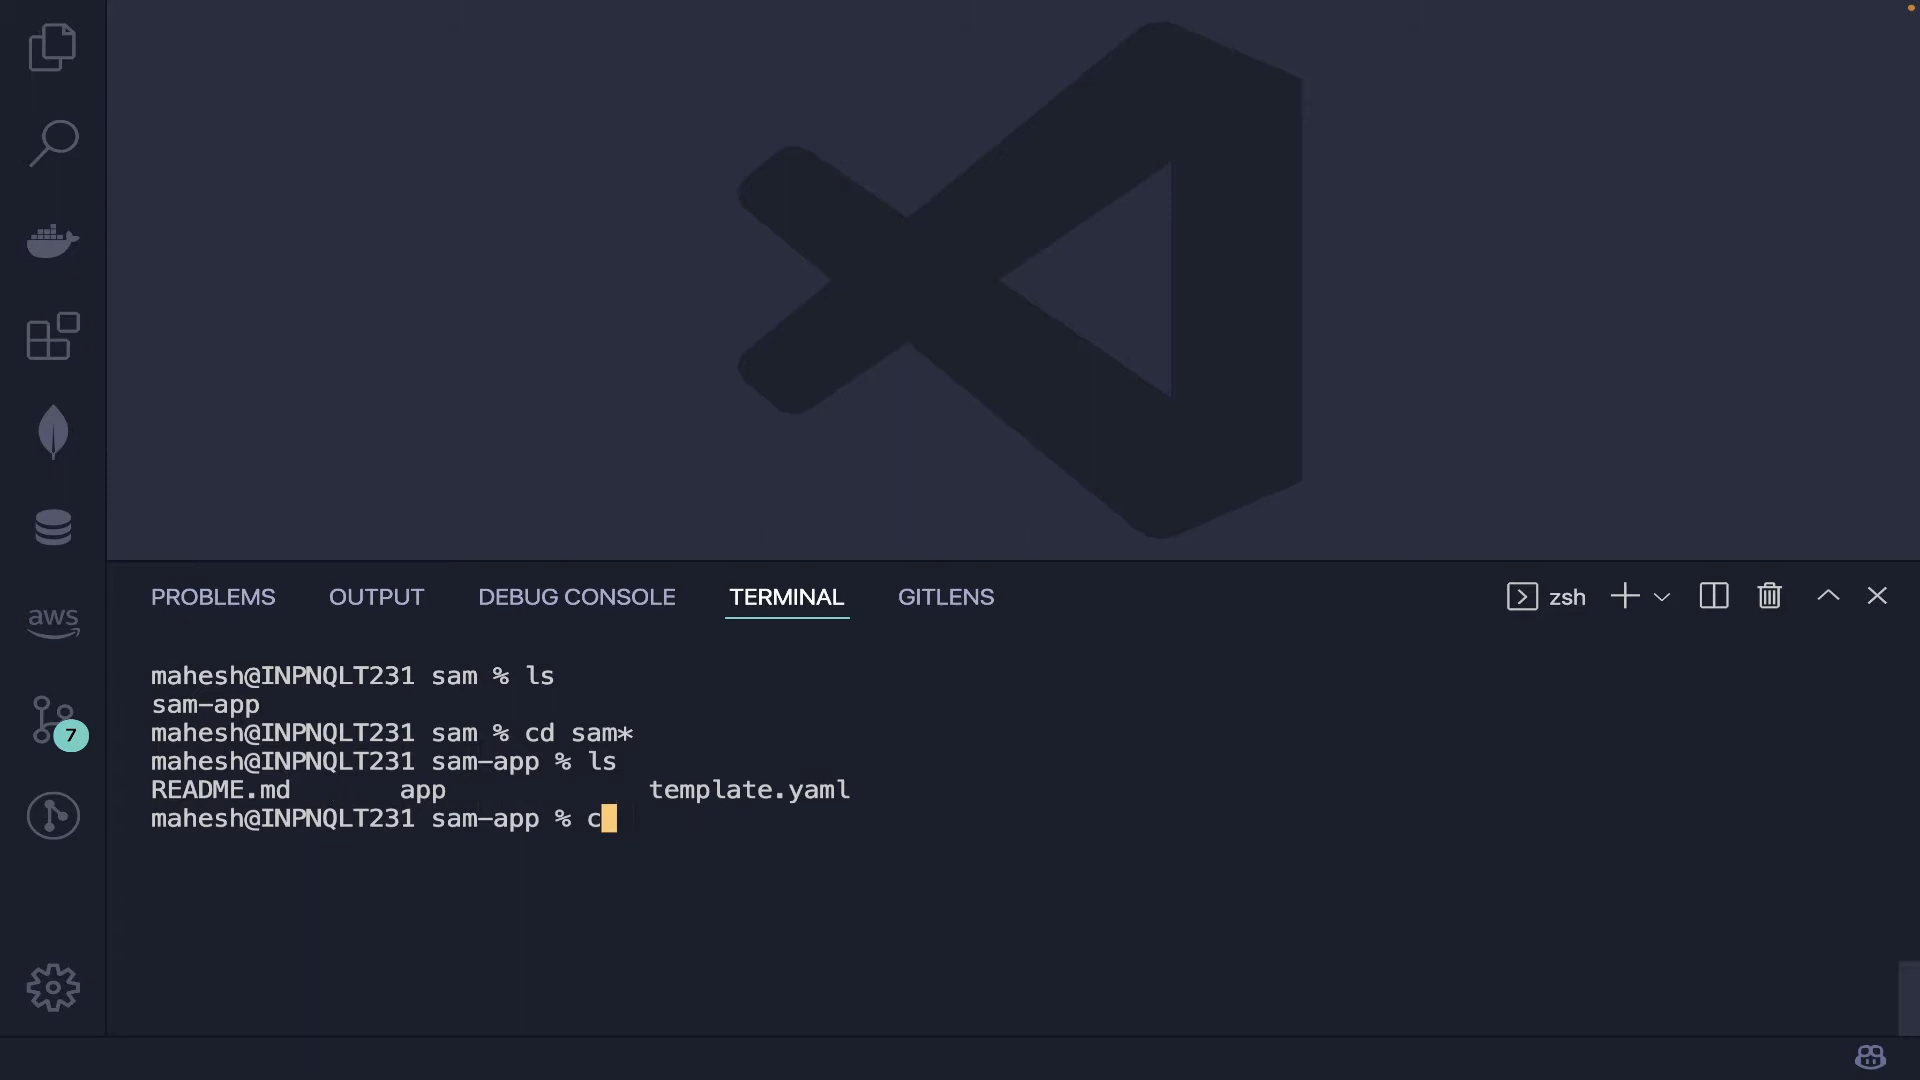 aws
7
PROBLEMS OUTPUT DEBUG CONSOLE TERMINAL GITLENS zsh
mahesh@INPNQLT231 sam % ls
sam-app
mahesh@INPNQLT231 sam % cd sam*
mahesh@INPNQLT231 sam-app % ls
README.md app template.yaml
mahesh@INPNQLT231 sam-app % c